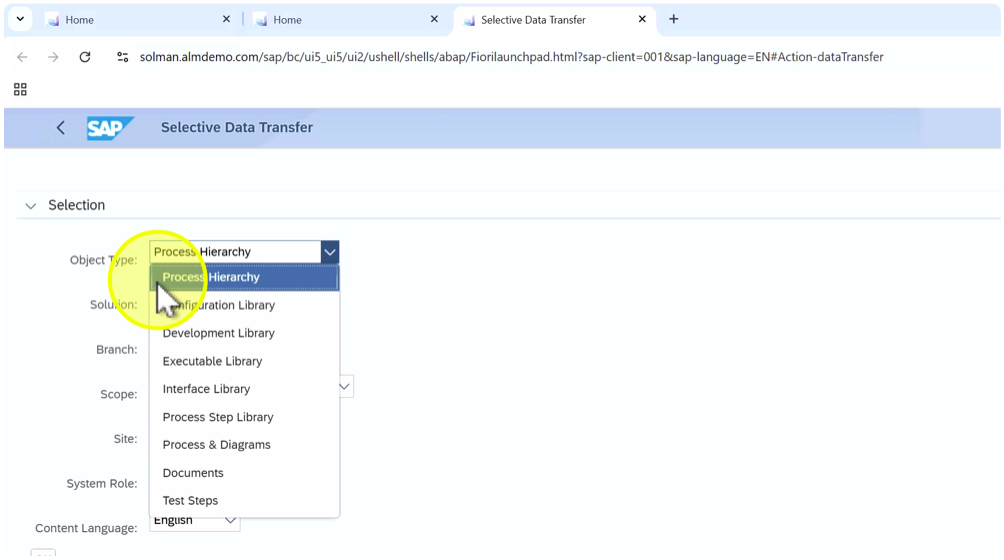 Home
Home
Selective Data Transfer
solman.almdemo.com/sap/bc/ui5_ui5/ui2/ushell/shells/abap/Fiorilaunchpad.html?sap-client=001&sap-language=EN#Action-dataTransfer
SAP Selective Data Transfer
Selection
Object Type: Process Hierarchy
Process Hierarchy
Solution: Configuration Library
Development Library
Branch:
Executable Library
Scope: Interface Library
Process Step Library
Site: Process & Diagrams
Documents
System Role:
Test Steps
Content Language: English